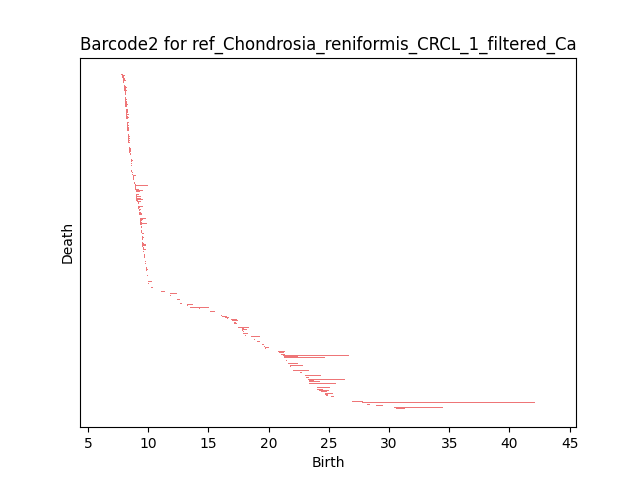 Barcode2 for ref_Chondrosia_reniformis_CRCL_1_filtered_Ca
Death
5 10 15 20 25 30 35 40 45
Birth